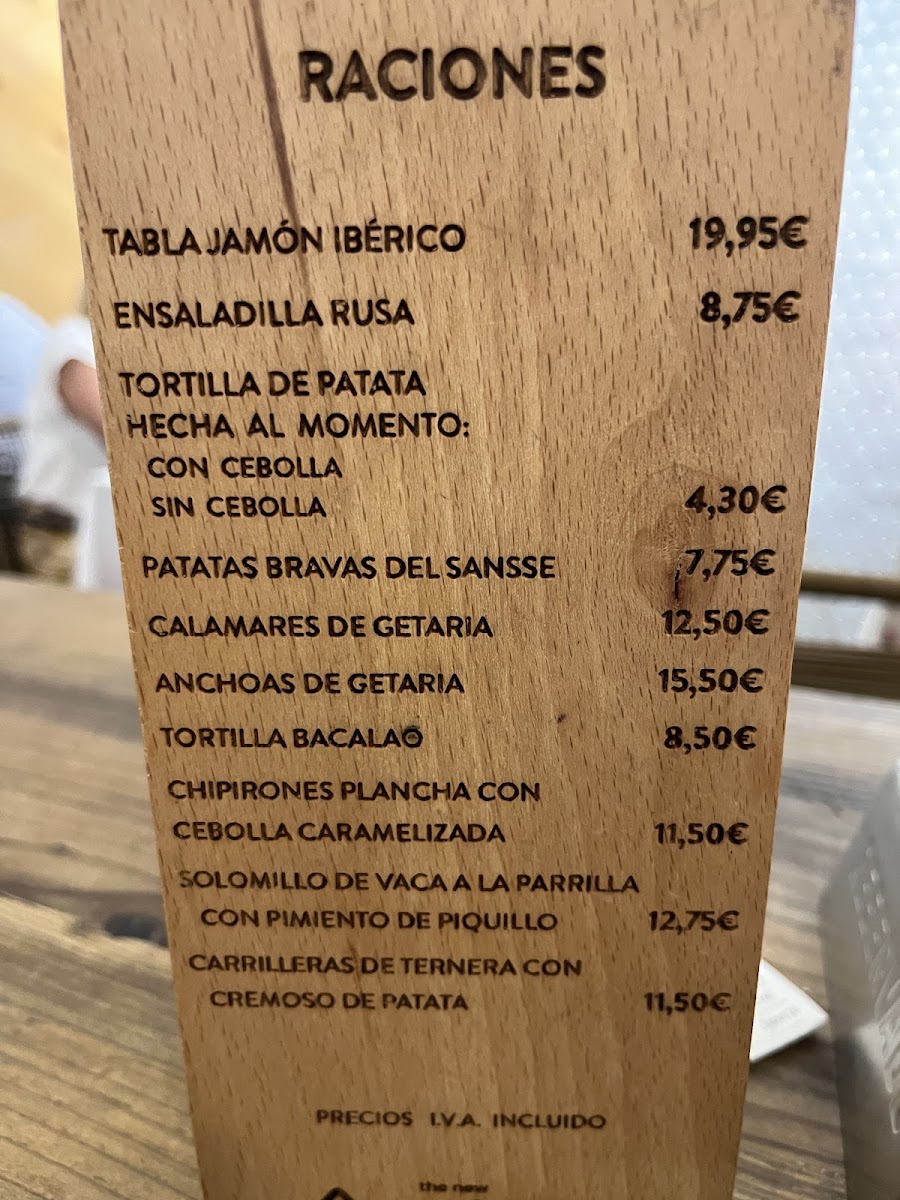 RACIONES
TABLA JAMÓN IBÉRICO 19,95€
ENSALADILLA RUSA 8,75€
TORTILLA DE PATATA
HECHA AL MOMENTO:
CON CEBOLLA
SIN CEBOLLA 4,30€
PATATAS BRAVAS DEL SANSSE 7,75€
CALAMARES DE GETARIA 12,50€
ANCHOAS DE GETARIA 15,50€
TORTILLA BACALAO 8,50€
CHIPIRONES PLANCHA CON
CEBOLLA CARAMELIZADA 11,50€
SOLOMILLO DE VACA A LA PARRILLA
CON PIMIENTO DE PIQUILLO 12,75€
CARRILLERAS DE TERNERA CON
CREMOSO DE PATATA 11,50€
PRECIOS I.V.A. INCLUIDO
the new